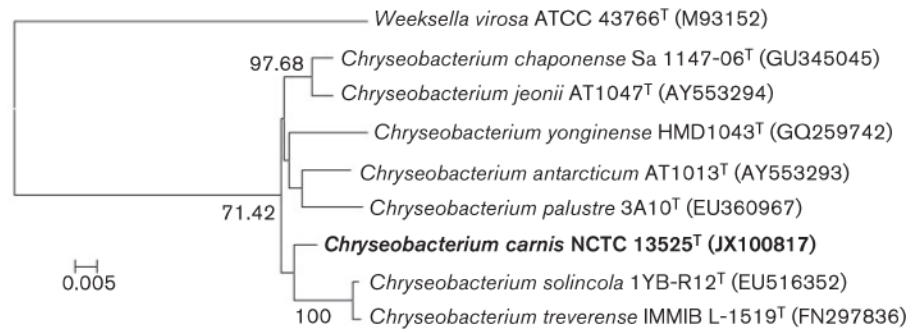 Weeksella virosa ATCC 43766ᵀ (M93152)
97.68
Chryseobacterium chaponense Sa 1147-06ᵀ (GU345045)
Chryseobacterium jeonii AT1047ᵀ (AY553294)
Chryseobacterium yonginense HMD1043ᵀ (GQ259742)
Chryseobacterium antarcticum AT1013ᵀ (AY553293)
71.42
Chryseobacterium palustre 3A10ᵀ (EU360967)
Chryseobacterium carnis NCTC 13525ᵀ (JX100817)
0.005
Chryseobacterium solincola 1YB-R12ᵀ (EU516352)
100
Chryseobacterium treverense IMMIB L-1519ᵀ (FN297836)